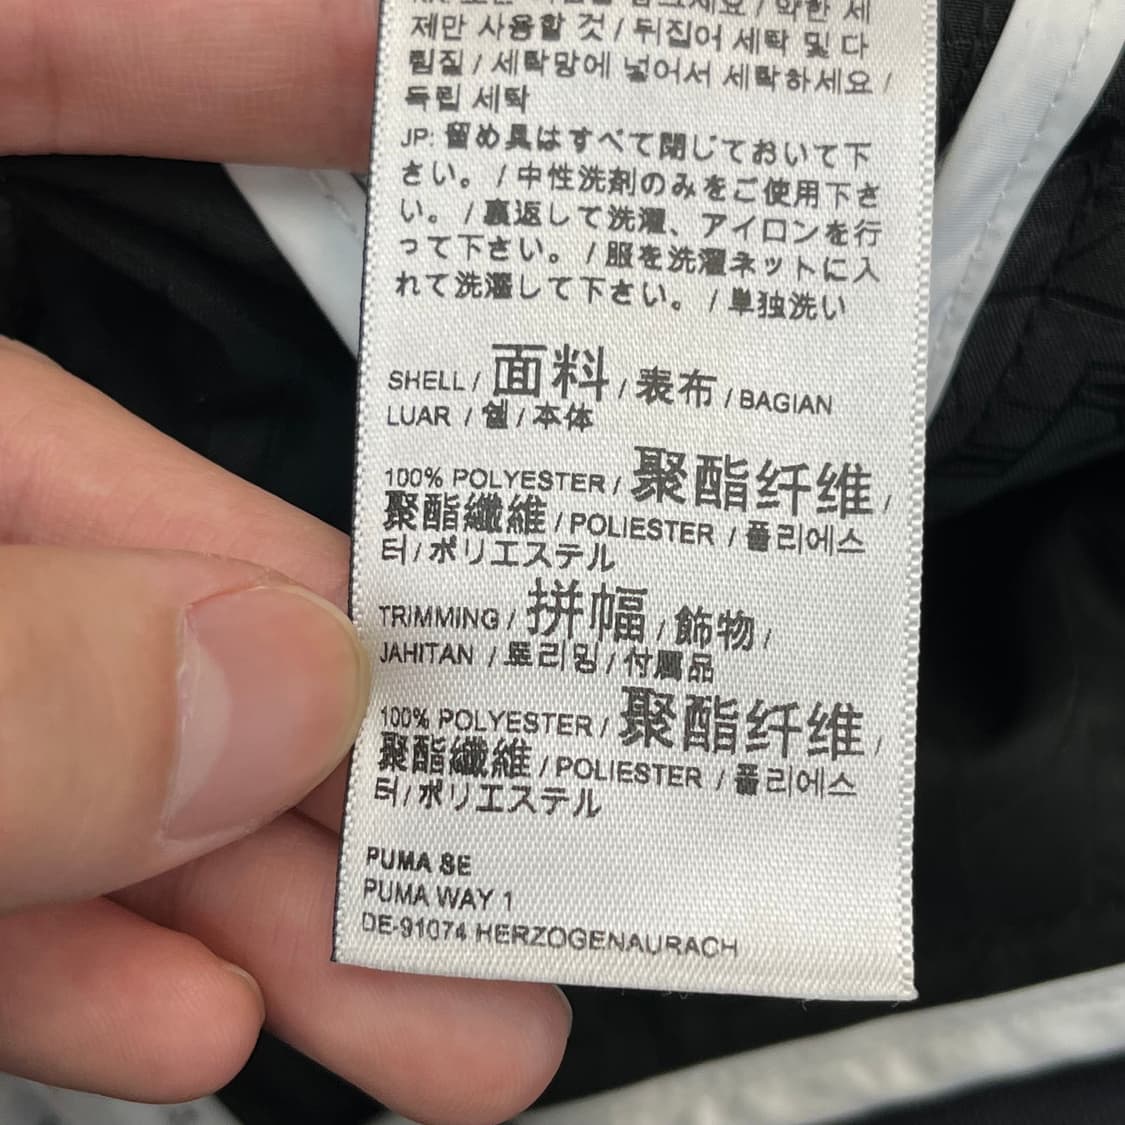 제만 사용할 것 / 뒤집어 세탁 및 다
림질 / 세탁망에 넣어서 세탁하세요 /
독립 세탁
JP: 留め具はすべて閉じておいて下
さい。 / 中性洗剤のみをご使用下さ
い。 / 裏返して洗濯、アイロンを行
って下さい。 / 服を洗濯ネットに入
れて洗濯して下さい。 / 単独洗い
SHELL / 面料 / 表布 / BAGIAN
LUAR / 쉘 / 本体
100% POLYESTER / 聚酯纤维 /
聚酯纖維 / POLIESTER / 폴리에스
터 / ポリエステル
TRIMMING / 拼幅 / 飾物 /
JAHITAN / 트리밍 / 付属品
100% POLYESTER / 聚酯纤维 /
聚酯纖維 / POLIESTER / 폴리에스
터 / ポリエステル
PUMA SE
PUMA WAY 1
DE-91074 HERZOGENAURACH